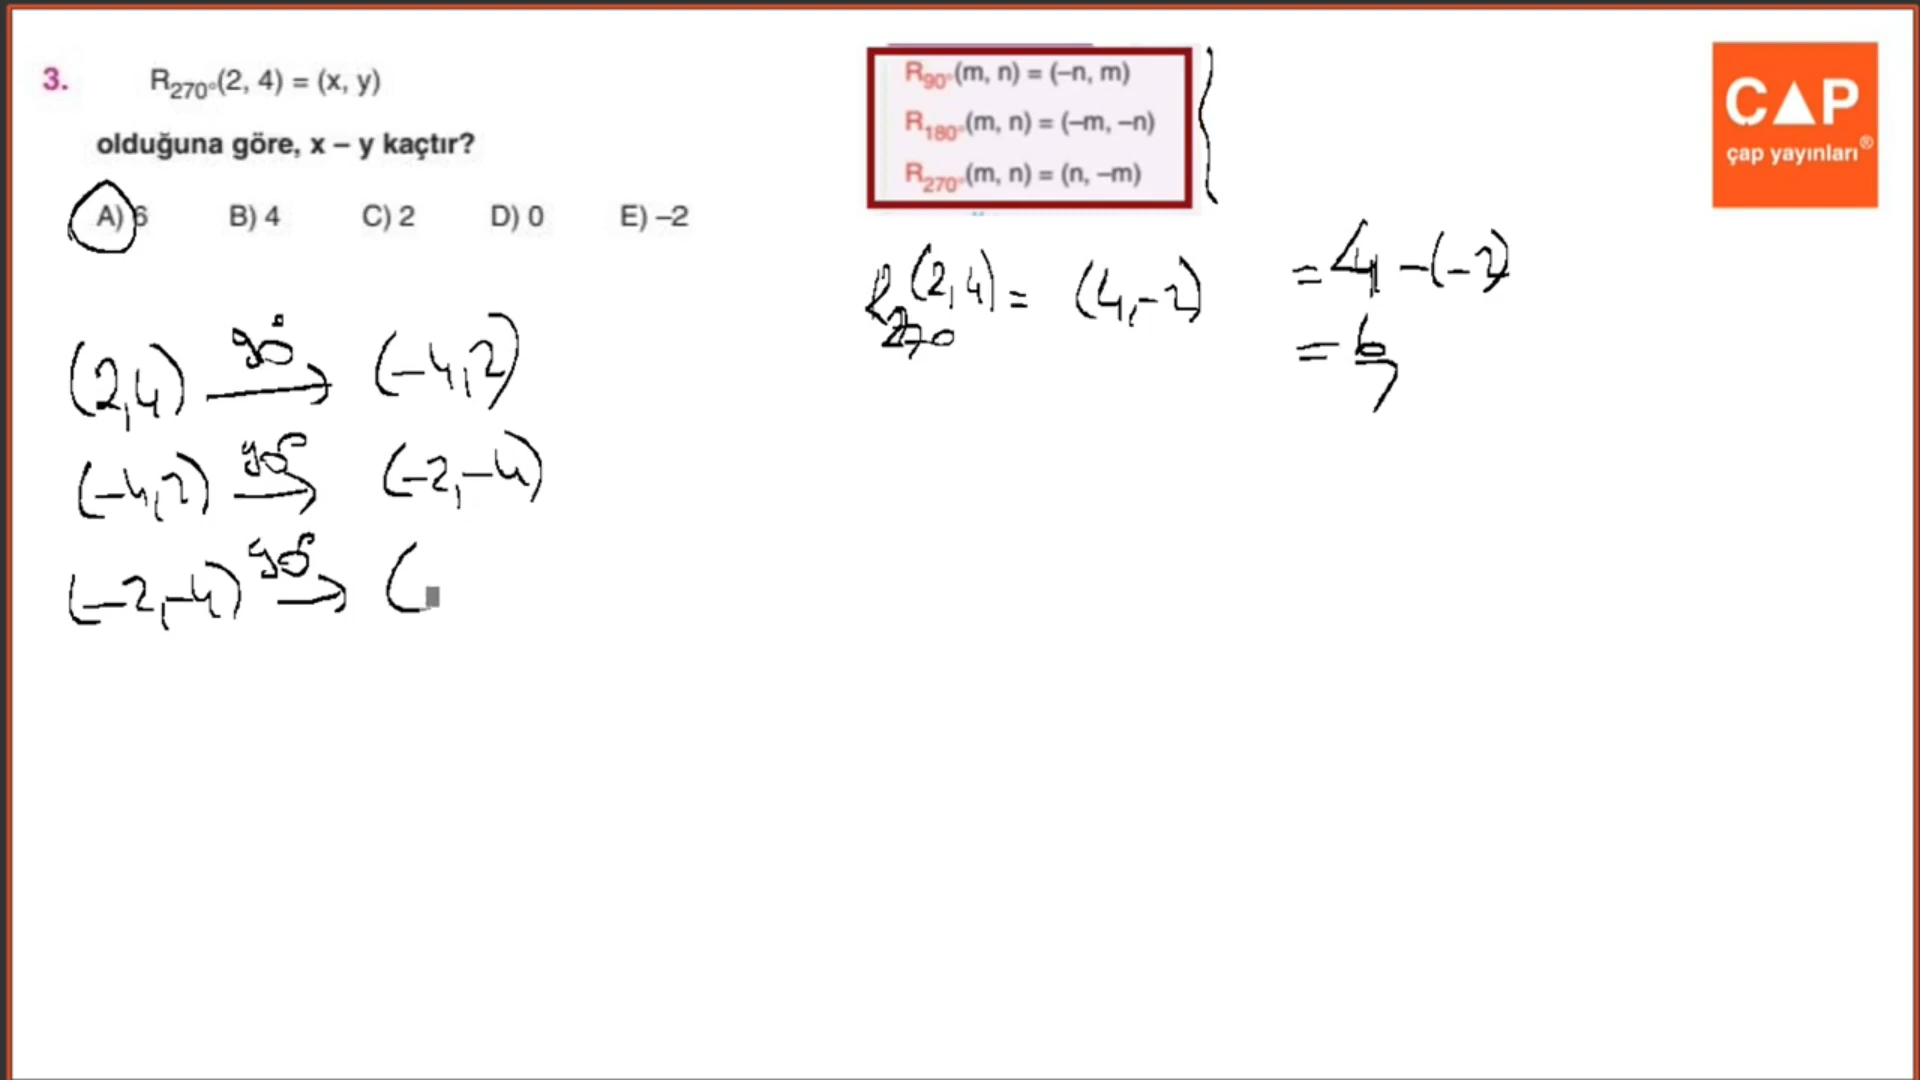 3. R270°(2, 4) = (x, y)
olduğuna göre, x – y kaçtır?
A) 6 B) 4 C) 2 D) 0 E) –2
R90°(m, n) = (–n, m)
R180°(m, n) = (–m, –n)
R270°(m, n) = (n, –m)
ÇAP
çap yayınları®
R270(2,4) = (4,-2) = 4-(-2)
= 6
(2,4) 90° → (-4,2)
(-4,2) 90° → (-2,-4)
(-2,-4) 90° → (